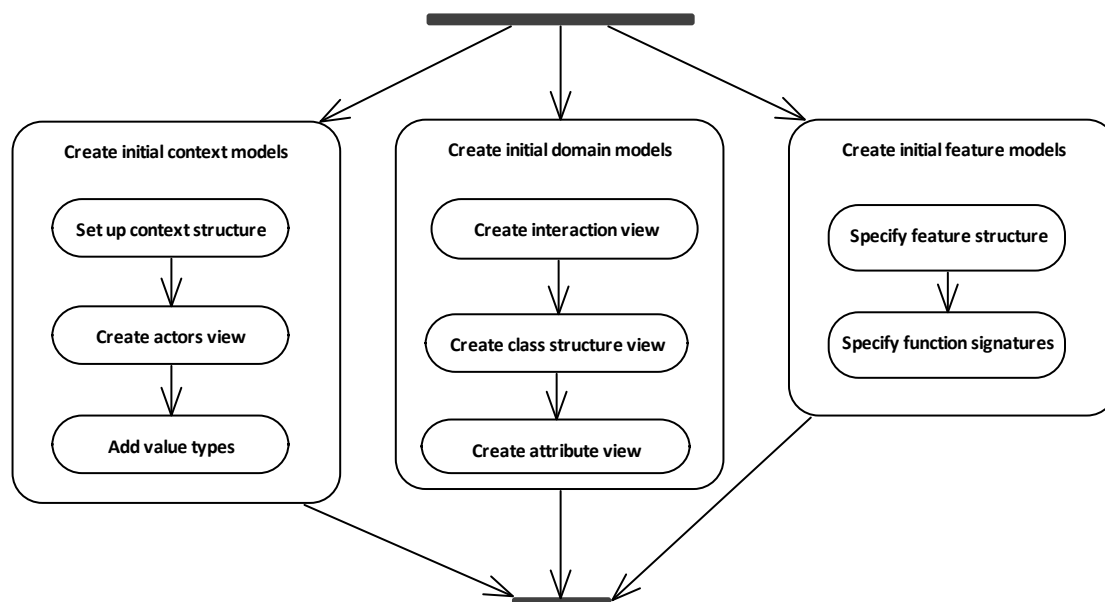 Create initial context models
Set up context structure
Create actors view
Add value types
Create initial domain models
Create interaction view
Create class structure view
Create attribute view
Create initial feature models
Specify feature structure
Specify function signatures